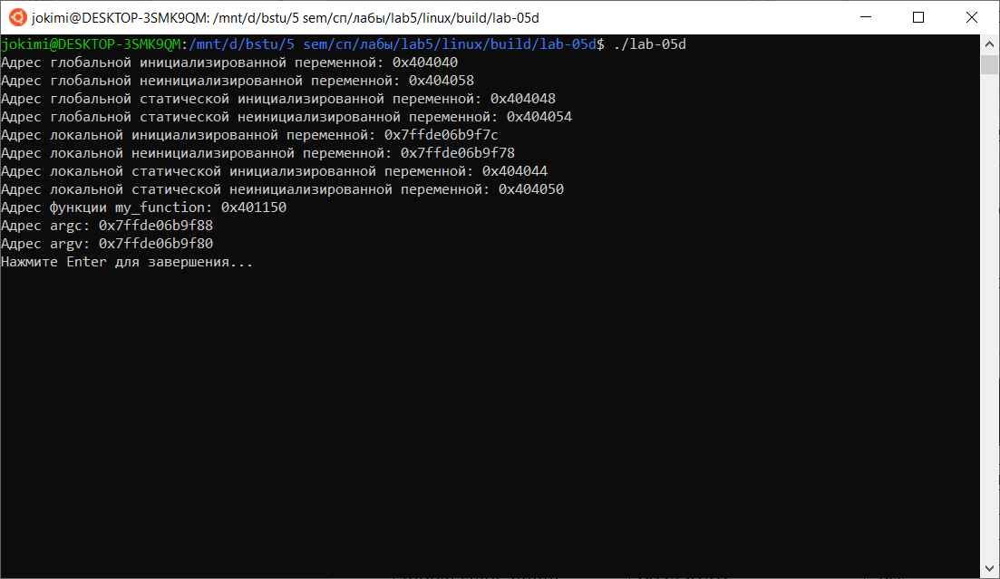 jokimi@DESKTOP-3SMK9QM: /mnt/d/bstu/5 sem/сп/лабы/lab5/linux/build/lab-05d
jokimi@DESKTOP-3SMK9QM:/mnt/d/bstu/5 sem/сп/лабы/lab5/linux/build/lab-05d$ ./lab-05d
Адрес глобальной инициализированной переменной: 0x404040
Адрес глобальной неинициализированной переменной: 0x404058
Адрес глобальной статической инициализированной переменной: 0x404048
Адрес глобальной статической неинициализированной переменной: 0x404054
Адрес локальной инициализированной переменной: 0x7ffde06b9f7c
Адрес локальной неинициализированной переменной: 0x7ffde06b9f78
Адрес локальной статической инициализированной переменной: 0x404044
Адрес локальной статической неинициализированной переменной: 0x404050
Адрес функции my_function: 0x401150
Адрес argc: 0x7ffde06b9f88
Адрес argv: 0x7ffde06b9f80
Нажмите Enter для завершения...